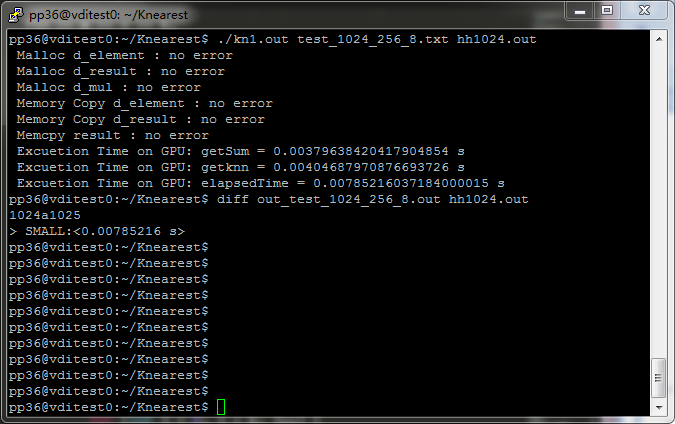 pp36@vditest0: ~/Knearest
pp36@vditest0:~/Knearest$ ./kn1.out test_1024_256_8.txt hh1024.out
Malloc d_element : no error
Malloc d_result : no error
Malloc d_mul : no error
Memory Copy d_element : no error
Memory Copy d_result : no error
Memcpy result : no error
Excuetion Time on GPU: getSum = 0.00379638420417904854 s
Excuetion Time on GPU: getknn = 0.00404687970876693726 s
Excuetion Time on GPU: elapsedTime = 0.00785216037184000015 s
pp36@vditest0:~/Knearest$ diff out_test_1024_256_8.out hh1024.out
1024a1025
> SMALL:<0.00785216 s>
pp36@vditest0:~/Knearest$
pp36@vditest0:~/Knearest$
pp36@vditest0:~/Knearest$
pp36@vditest0:~/Knearest$
pp36@vditest0:~/Knearest$
pp36@vditest0:~/Knearest$
pp36@vditest0:~/Knearest$
pp36@vditest0:~/Knearest$
pp36@vditest0:~/Knearest$
pp36@vditest0:~/Knearest$
pp36@vditest0:~/Knearest$